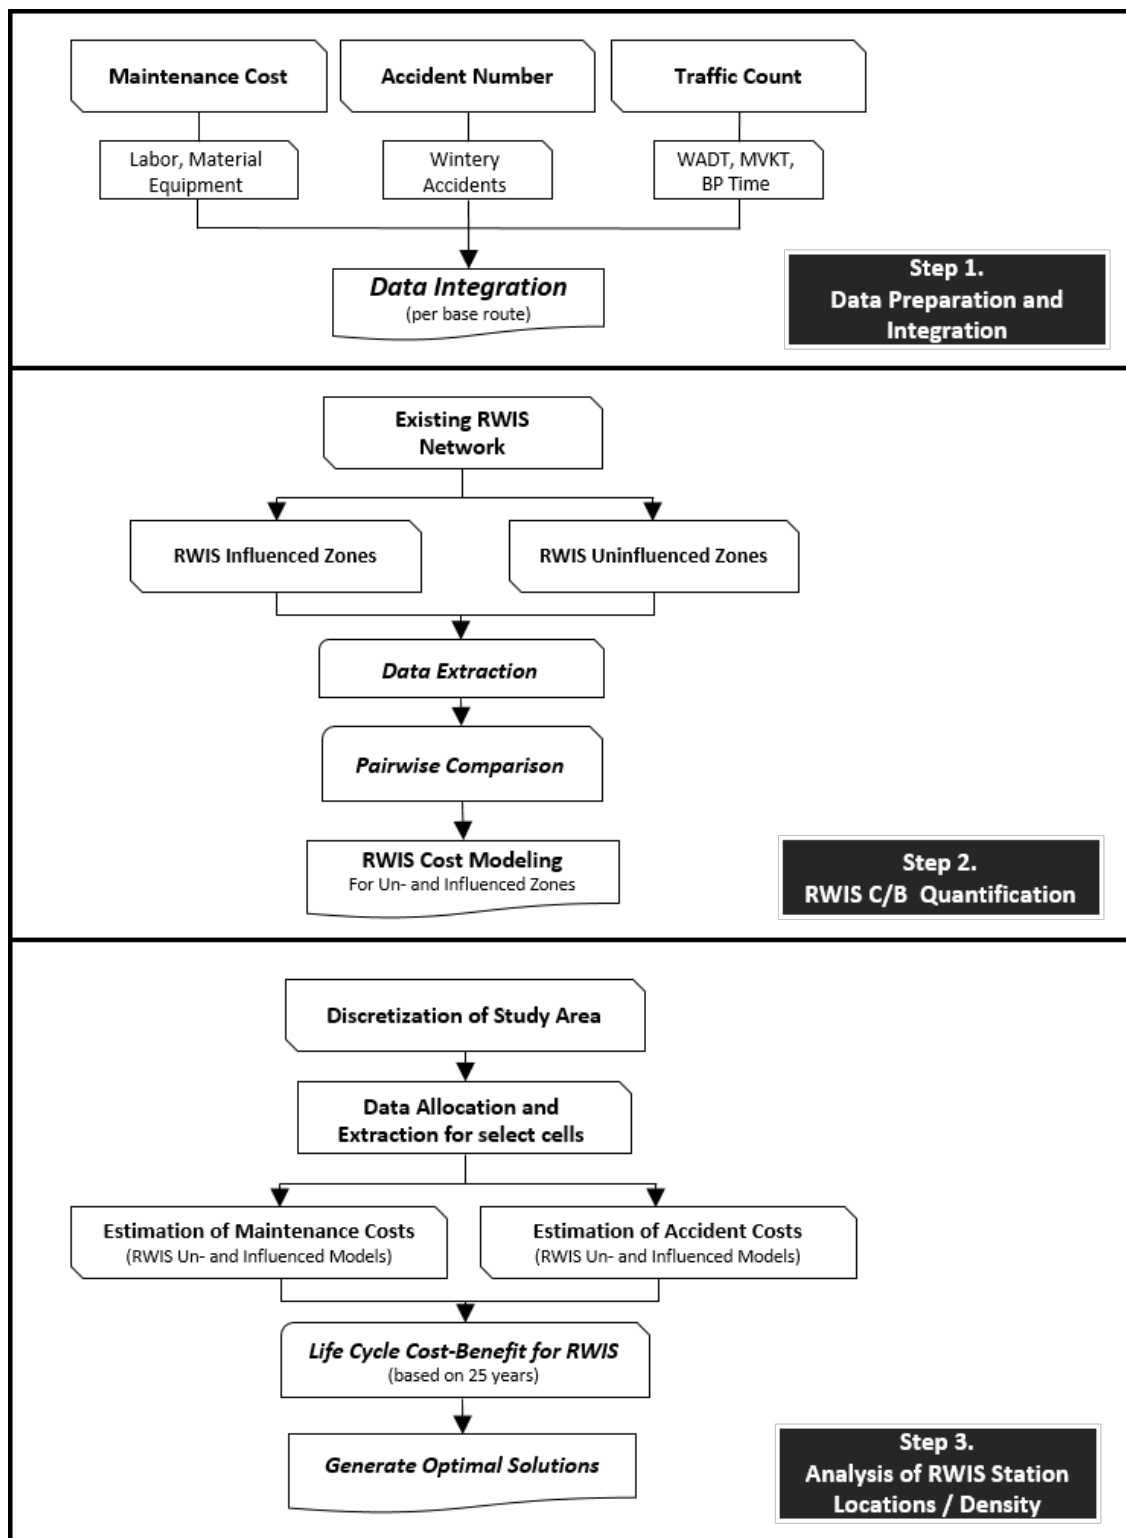 Maintenance Cost
Accident Number
Traffic Count
Labor, Material
Equipment
Wintery
Accidents
WADT, MVKT,
BP Time
Data Integration
(per base route)
Step 1.
Data Preparation and
Integration
Existing RWIS
Network
RWIS Influenced Zones
RWIS Uninfluenced Zones
Data Extraction
Pairwise Comparison
RWIS Cost Modeling
For Un- and Influenced Zones
Step 2.
RWIS C/B Quantification
Discretization of Study Area
Data Allocation and
Extraction for select cells
Estimation of Maintenance Costs
(RWIS Un- and Influenced Models)
Estimation of Accident Costs
(RWIS Un- and Influenced Models)
Life Cycle Cost-Benefit for RWIS
(based on 25 years)
Generate Optimal Solutions
Step 3.
Analysis of RWIS Station
Locations / Density